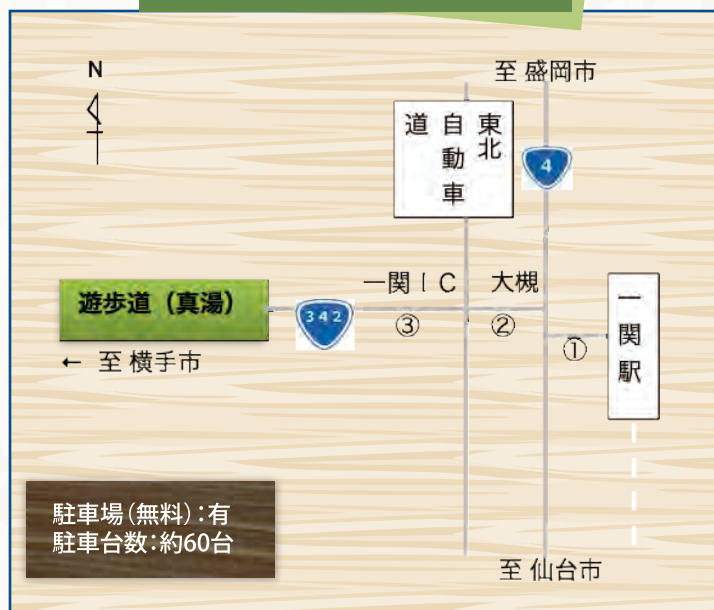 N
至 盛岡市
東北
自動車
道
4
遊歩道（真湯）
342
一関ＩＣ
大槻
③
②
①
一関駅
← 至 横手市
駐車場（無料）：有
駐車台数：約60台
至 仙台市